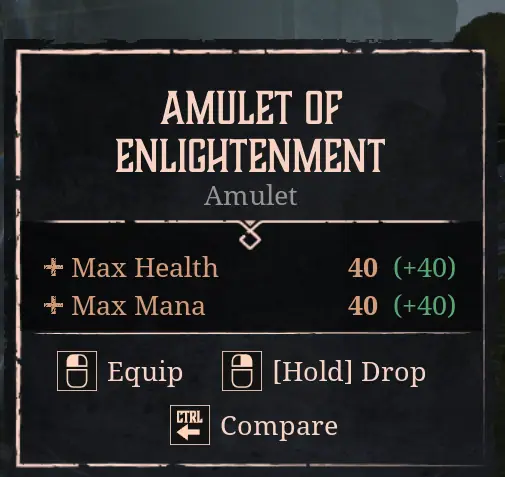 AMULET OF
ENLIGHTENMENT
Amulet
Max Health 40 (+40)
Max Mana 40 (+40)
Equip [Hold] Drop
CTRL Compare